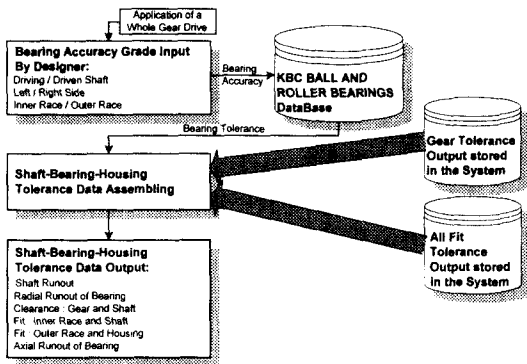 Application of a
Whole Gear Drive
Bearing Accuracy Grade Input
By Designer:
Driving / Driven Shaft
Left / Right Side
Inner Race / Outer Race
Bearing
Accuracy
KBC BALL AND
ROLLER BEARINGS
DataBase
Bearing Tolerance
Gear Tolerance
Output stored
in the System
Shaft-Bearing-Housing
Tolerance Data Assembling
All Fit
Tolerance
Output stored
in the System
Shaft-Bearing-Housing
Tolerance Data Output:
Shaft Runout
Radial Runout of Bearing
Clearance : Gear and Shaft
Fit : Inner Race and Shaft
Fit : Outer Race and Housing
Axial Runout of Bearing